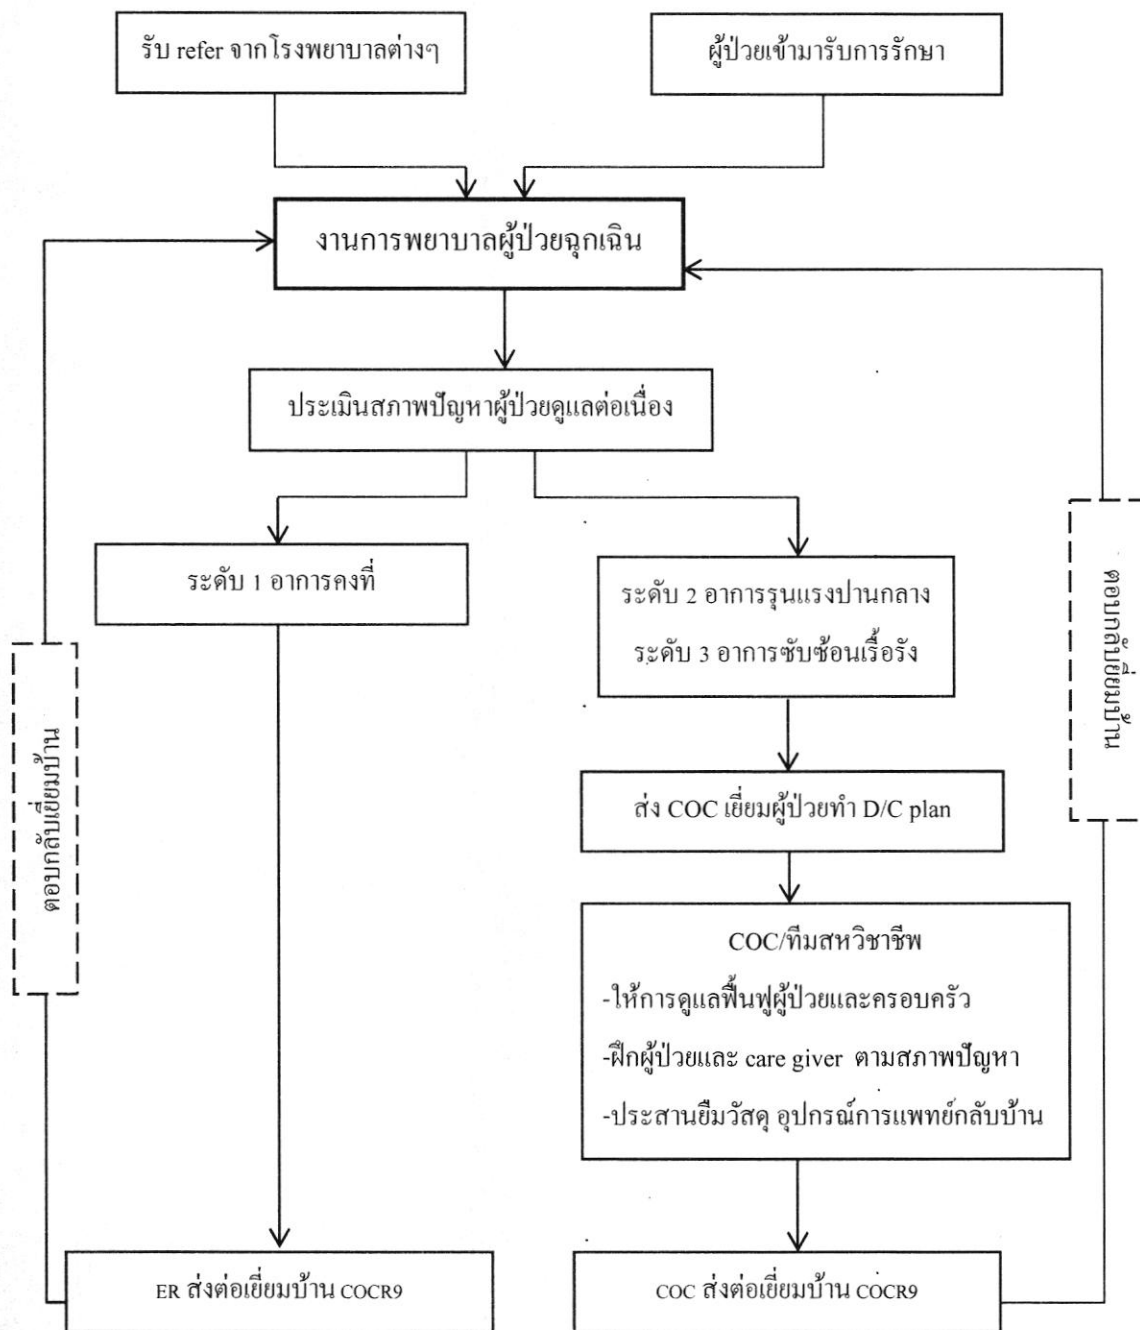 รับ refer จากโรงพยาบาลต่างๆ
ผู้ป่วยเข้ามารับการรักษา
งานการพยาบาลผู้ป่วยฉุกเฉิน
ประเมินสภาพปัญหาผู้ป่วยดูแลต่อเนื่อง
ระดับ 1 อาการคงที่
ระดับ 2 อาการรุนแรงปานกลาง
ระดับ 3 อาการซับซ้อนเรื้อรัง
ตอบกลับเยี่ยมบ้าน
ตอบกลับเยี่ยมบ้าน
ส่ง COC เยี่ยมผู้ป่วยทำ D/C plan
COC/ทีมสหวิชาชีพ
-ให้การดูแลฟื้นฟูผู้ป่วยและครอบครัว
-ฝึกผู้ป่วยและ care giver ตามสภาพปัญหา
-ประสานยืมวัสดุ อุปกรณ์การแพทย์กลับบ้าน
ER ส่งต่อเยี่ยมบ้าน COCR9
COC ส่งต่อเยี่ยมบ้าน COCR9